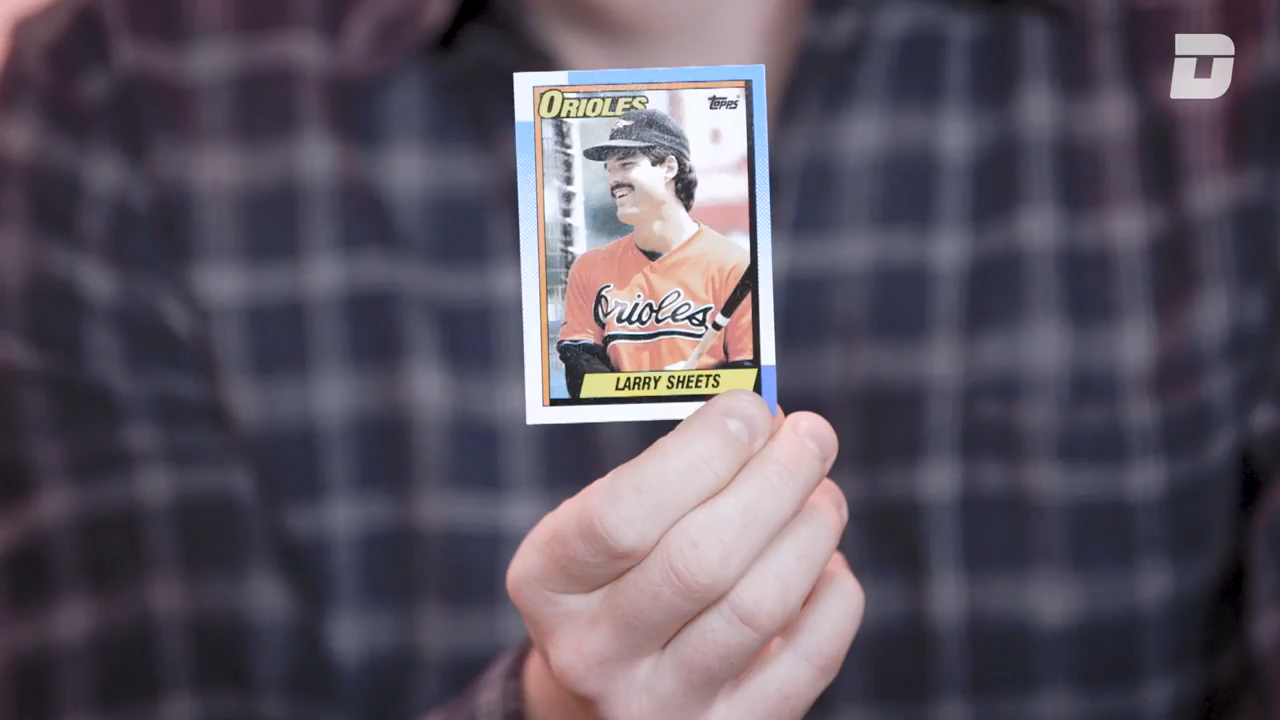 ORIOLES
TOPPS
Orioles
LARRY SHEETS
D